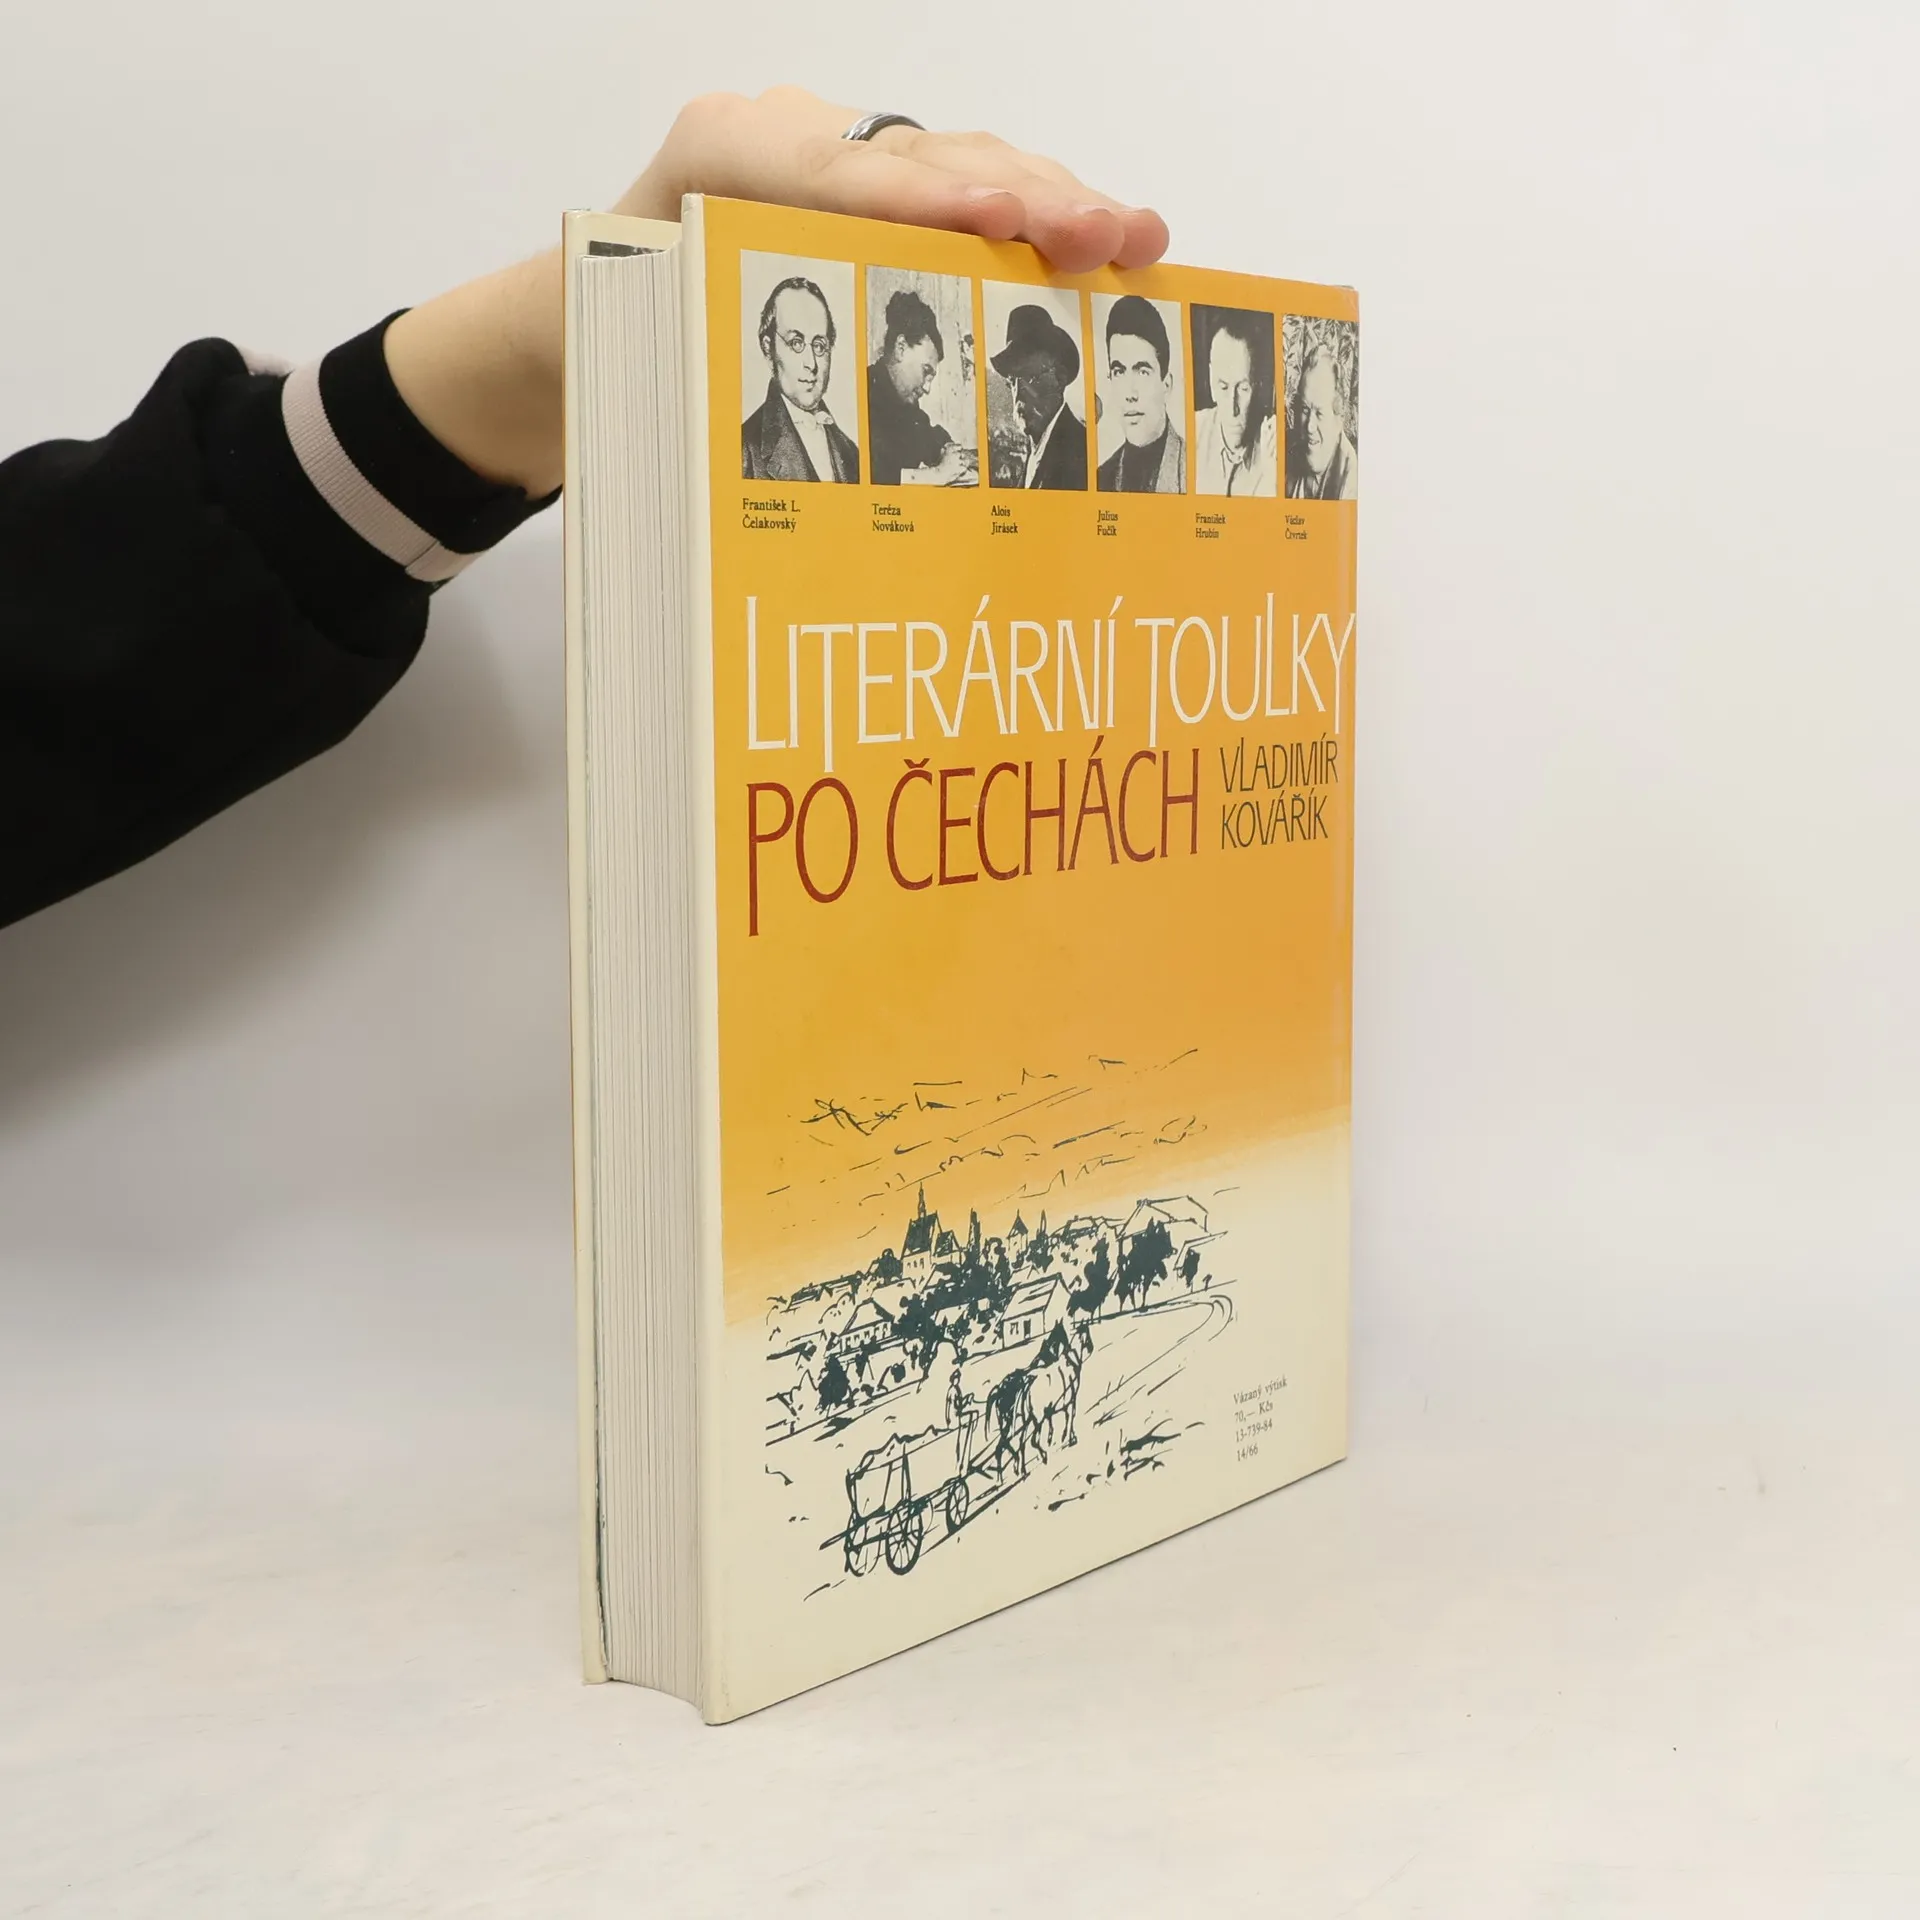 František L.
Čelakovský
Teréza
Nováková
Alois
Jirásek
Julius
Fučík
František
Hrubín
Václav
Čtvrtek
LITERÁRNÍ TOULKY
PO ČECHÁCH
VLADIMÍR
KOVÁŘÍK
Vázaný výtisk
70,— Kčs
13-739-84
14/66